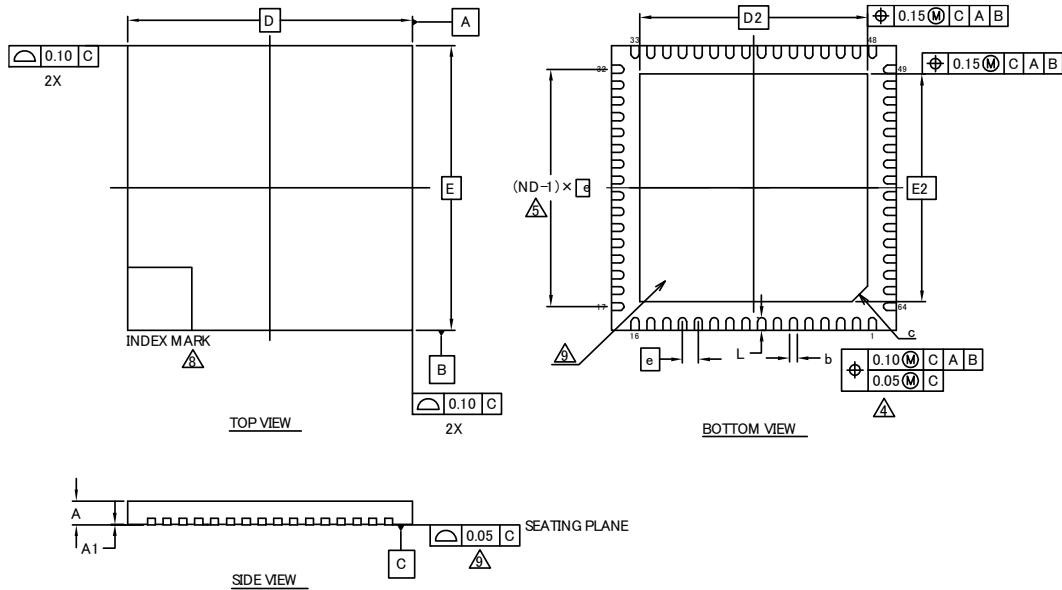 D
A
0.10 C
2X
E
INDEX MARK
8
B
0.10 C
2X
TOP VIEW
D2
0.15 M C A B
33
48
32
49
0.15 M C A B
(ND-1)× e
5
E2
17
64
16
1
9
e
L
b
c
0.10 M C A B
0.05 M C
4
BOTTOM VIEW
A
A1
SEATING PLANE
0.05 C
9
C
SIDE VIEW